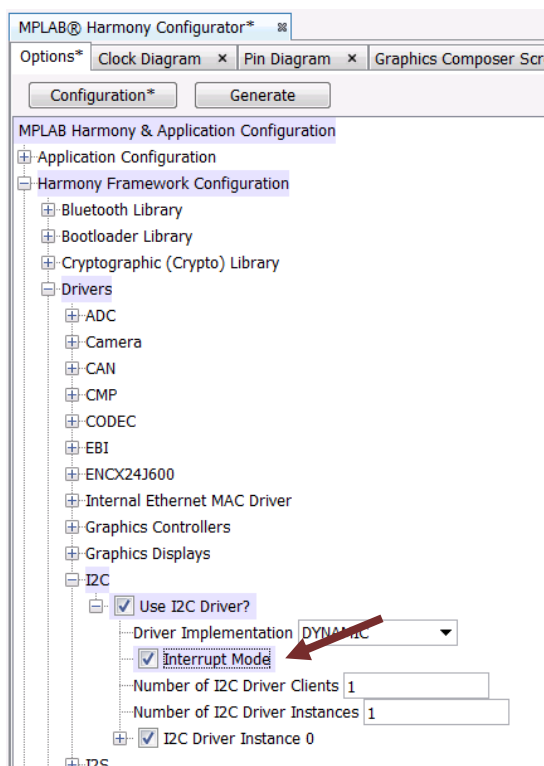 MPLAB® Harmony Configurator*
Options* Clock Diagram × Pin Diagram × Graphics Composer Scr
Configuration* Generate
MPLAB Harmony & Application Configuration
Application Configuration
Harmony Framework Configuration
Bluetooth Library
Bootloader Library
Cryptographic (Crypto) Library
Drivers
ADC
Camera
CAN
CMP
CODEC
EBI
ENCX24J600
Internal Ethernet MAC Driver
Graphics Controllers
Graphics Displays
I2C
Use I2C Driver?
Driver Implementation DYNAMIC
Interrupt Mode
Number of I2C Driver Clients 1
Number of I2C Driver Instances 1
I2C Driver Instance 0
I2S